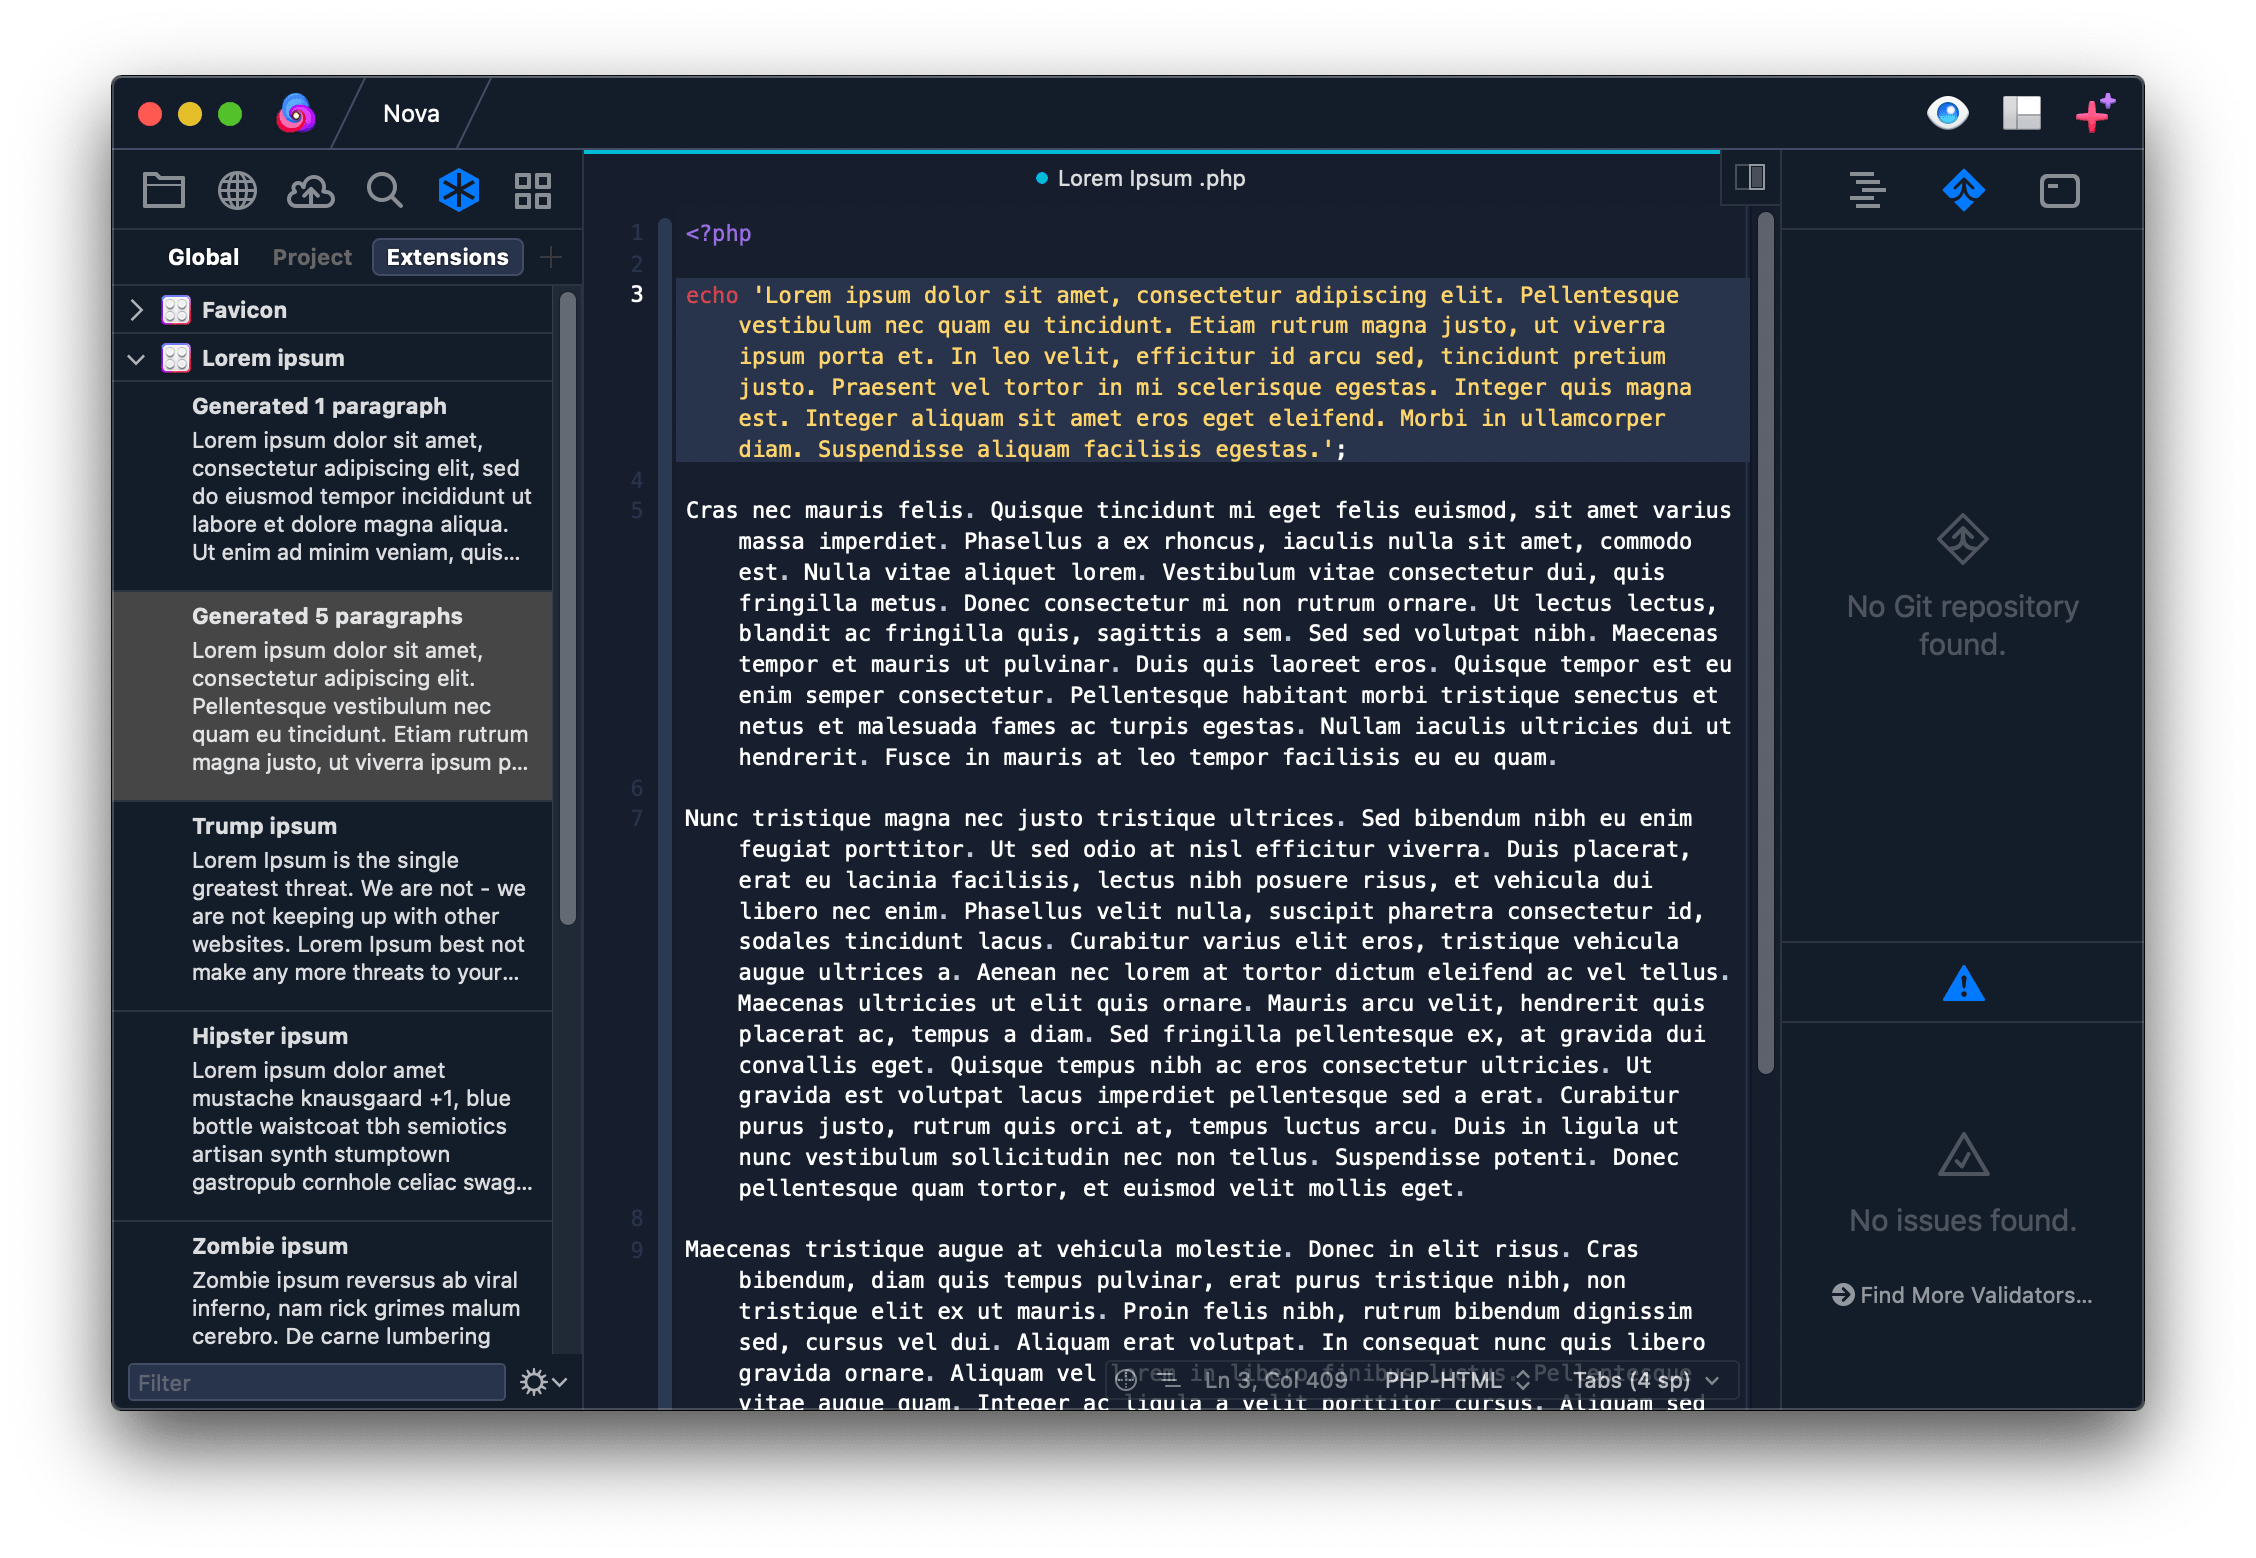 Nova
Global Project Extensions
Favicon
Lorem ipsum
Generated 1 paragraph
Lorem ipsum dolor sit amet,
consectetur adipiscing elit, sed
do eiusmod tempor incididunt ut
labore et dolore magna aliqua.
Ut enim ad minim veniam, quis...
Generated 5 paragraphs
Lorem ipsum dolor sit amet,
consectetur adipiscing elit.
Pellentesque vestibulum nec
quam eu tincidunt. Etiam rutrum
magna justo, ut viverra ipsum p...
Trump ipsum
Lorem Ipsum is the single
greatest threat. We are not - we
are not keeping up with other
websites. Lorem Ipsum best not
make any more threats to your...
Hipster ipsum
Lorem ipsum dolor amet
mustache knausgaard +1, blue
bottle waistcoat tbh semiotics
artisan synth stumptown
gastropub cornhole celiac swag...
Zombie ipsum
Zombie ipsum reversus ab viral
inferno, nam rick grimes malum
cerebro. De carne lumbering
Filter
Lorem Ipsum .php
1 <?php
2
3 echo 'Lorem ipsum dolor sit amet, consectetur adipiscing elit. Pellentesque
vestibulum nec quam eu tincidunt. Etiam rutrum magna justo, ut viverra
ipsum porta et. In leo velit, efficitur id arcu sed, tincidunt pretium
justo. Praesent vel tortor in mi scelerisque egestas. Integer quis magna
est. Integer aliquam sit amet eros eget eleifend. Morbi in ullamcorper
diam. Suspendisse aliquam facilisis egestas.';
4
5 Cras nec mauris felis. Quisque tincidunt mi eget felis euismod, sit amet varius
massa imperdiet. Phasellus a ex rhoncus, iaculis nulla sit amet, commodo
est. Nulla vitae aliquet lorem. Vestibulum vitae consectetur dui, quis
fringilla metus. Donec consectetur mi non rutrum ornare. Ut lectus lectus,
blandit ac fringilla quis, sagittis a sem. Sed sed volutpat nibh. Maecenas
tempor et mauris ut pulvinar. Duis quis laoreet eros. Quisque tempor est eu
enim semper consectetur. Pellentesque habitant morbi tristique senectus et
netus et malesuada fames ac turpis egestas. Nullam iaculis ultricies dui ut
hendrerit. Fusce in mauris at leo tempor facilisis eu eu quam.
6
7 Nunc tristique magna nec justo tristique ultrices. Sed bibendum nibh eu enim
feugiat porttitor. Ut sed odio at nisl efficitur viverra. Duis placerat,
erat eu lacinia facilisis, lectus nibh posuere risus, et vehicula dui
libero nec enim. Phasellus velit nulla, suscipit pharetra consectetur id,
sodales tincidunt lacus. Curabitur varius elit eros, tristique vehicula
augue ultrices a. Aenean nec lorem at tortor dictum eleifend ac vel tellus.
Maecenas ultricies ut elit quis ornare. Mauris arcu velit, hendrerit quis
placerat ac, tempus a diam. Sed fringilla pellentesque ex, at gravida dui
convallis eget. Quisque tempus nibh ac eros consectetur ultricies. Ut
gravida est volutpat lacus imperdiet pellentesque sed a erat. Curabitur
purus justo, rutrum quis orci at, tempus luctus arcu. Duis in ligula ut
nunc vestibulum sollicitudin nec non tellus. Suspendisse potenti. Donec
pellentesque quam tortor, et euismod velit mollis eget.
8
9 Maecenas tristique augue at vehicula molestie. Donec in elit risus. Cras
bibendum, diam quis tempus pulvinar, erat purus tristique nibh, non
tristique elit ex ut mauris. Proin felis nibh, rutrum bibendum dignissim
sed, cursus vel dui. Aliquam erat volutpat. In consequat nunc quis libero
gravida ornare. Aliquam vel lorem in libero finibus luctus. Pellentesque
vitae augue quam. Integer ac ligula a velit porttitor cursus. Aliquam sed
Ln 3, Col 409 PHP-HTML Tabs (4 sp)
No Git repository
found.
No issues found.
Find More Validators...